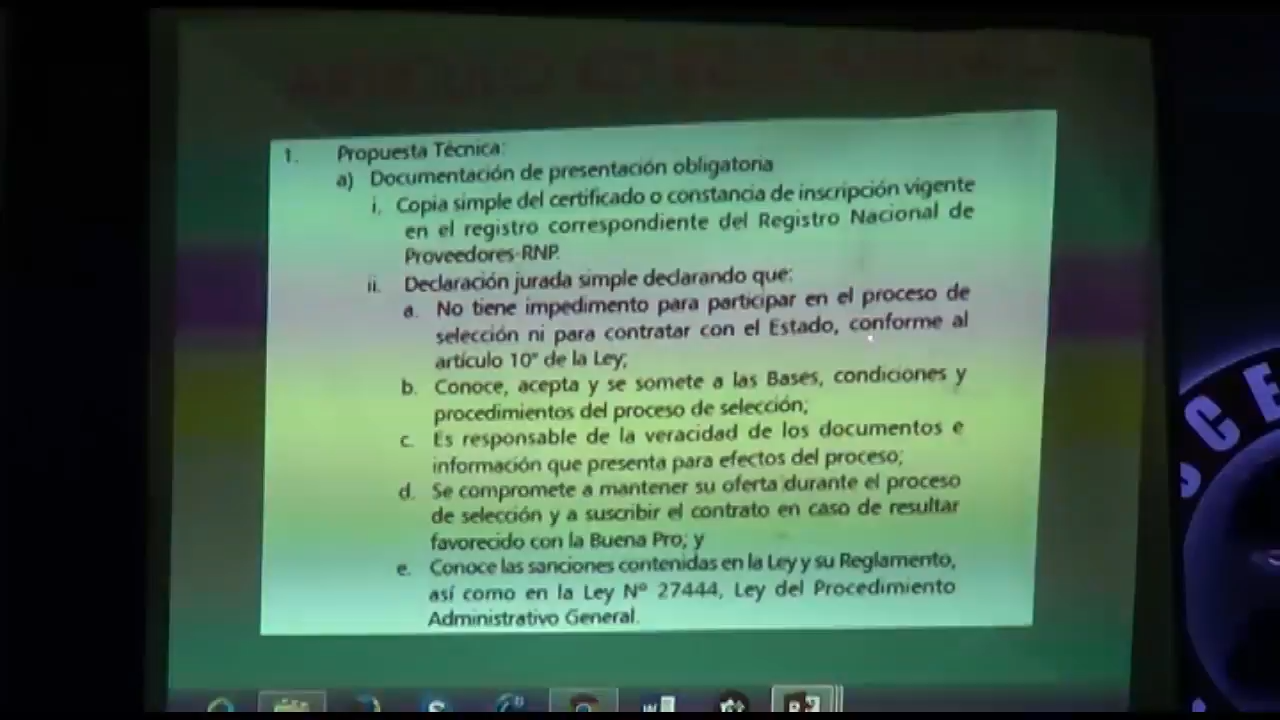 1. Propuesta Técnica:
a) Documentación de presentación obligatoria
i. Copia simple del certificado o constancia de inscripción vigente
en el registro correspondiente del Registro Nacional de
Proveedores-RNP.
ii. Declaración jurada simple declarando que:
a. No tiene impedimento para participar en el proceso de
selección ni para contratar con el Estado, conforme al
artículo 10° de la Ley;
b. Conoce, acepta y se somete a las Bases, condiciones y
procedimientos del proceso de selección;
c. Es responsable de la veracidad de los documentos e
información que presenta para efectos del proceso;
d. Se compromete a mantener su oferta durante el proceso
de selección y a suscribir el contrato en caso de resultar
favorecido con la Buena Pro; y
e. Conoce las sanciones contenidas en la Ley y su Reglamento,
así como en la Ley Nº 27444, Ley del Procedimiento
Administrativo General.